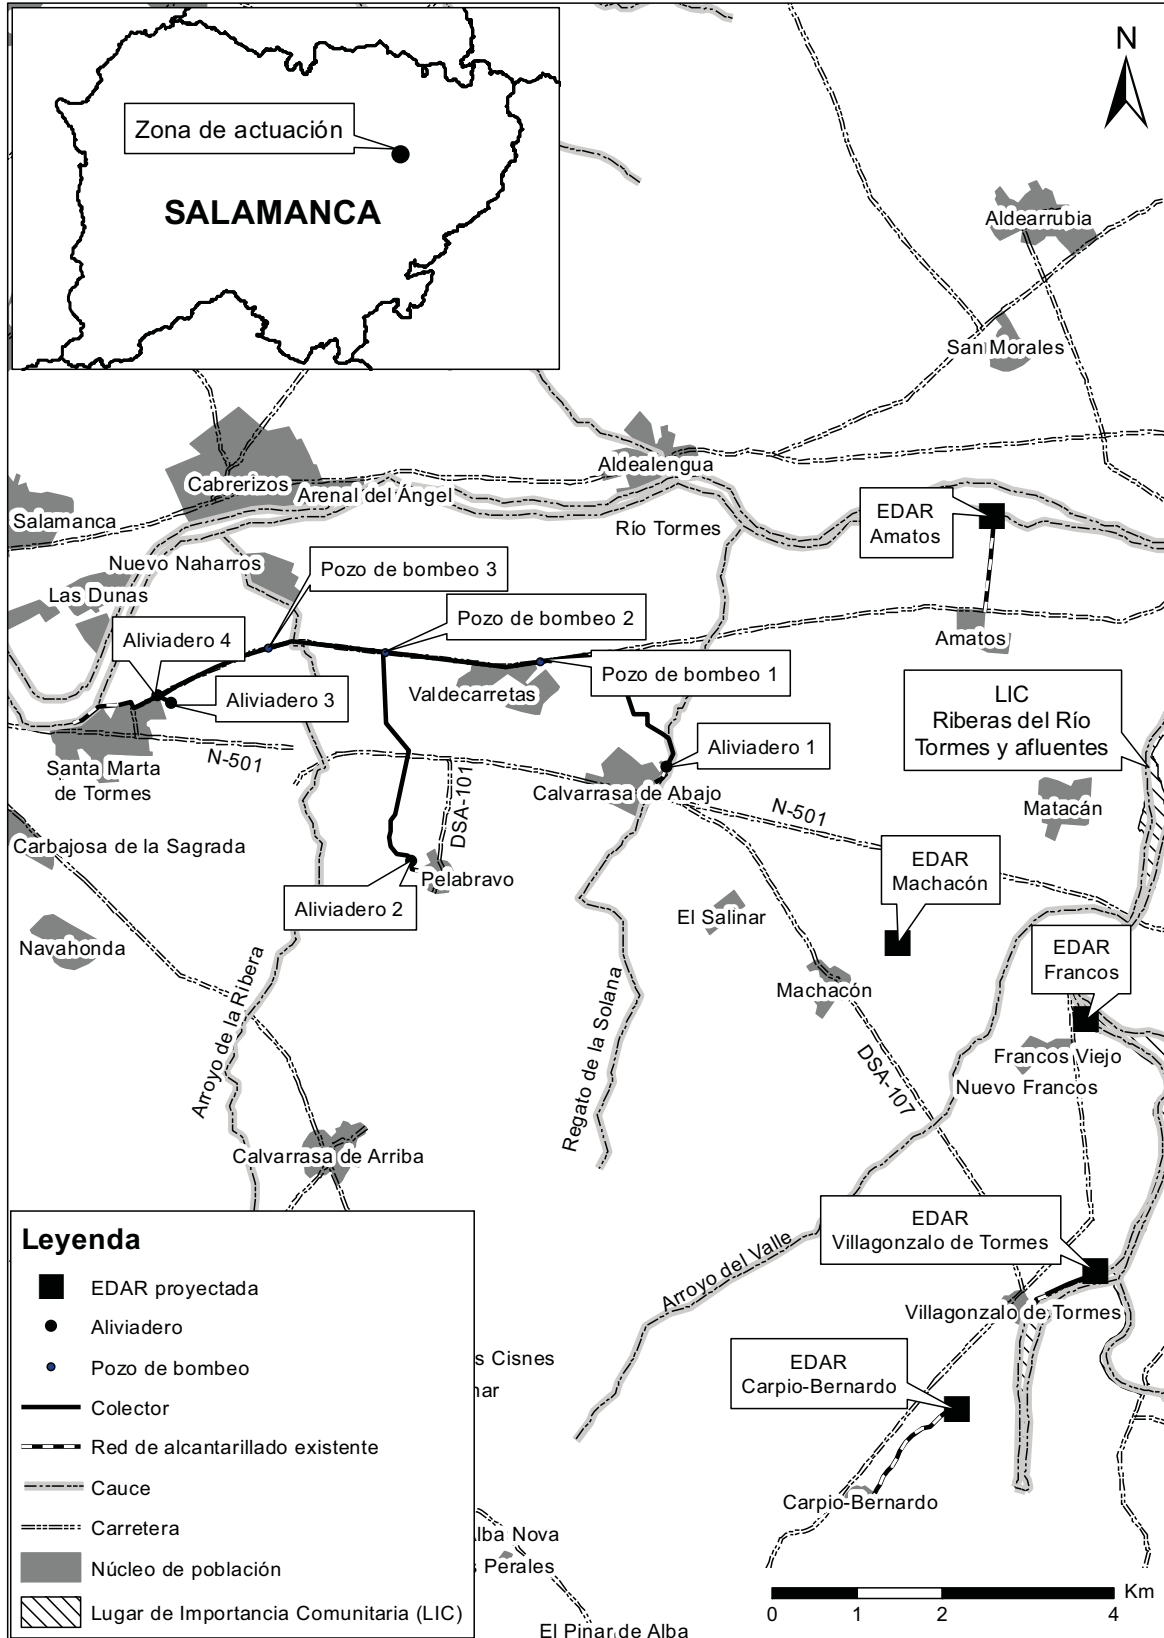 Zona de actuación
SALAMANCA
N
Aldearrubia
San Morales
Aldealengua
Cabrerizos
Arenal del Ángel
Salamanca
Río Tormes
EDAR
Amatos
Nuevo Naharros
Pozo de bombeo 3
Las Dunas
Pozo de bombeo 2
Aliviadero 4
Amatos
Pozo de bombeo 1
Valdecarretas
Aliviadero 3
LIC
Riberas del Río
Tormes y afluentes
Aliviadero 1
N-501
Santa Marta
de Tormes
DSA-101
Calvarrasa de Abajo
N-501
Matacán
Carbajosa de la Sagrada
EDAR
Machacón
Pelabravo
Aliviadero 2
El Salinar
Navahonda
EDAR
Francos
Machacón
Arroyo de la Ribera
Regato de la Solana
Francos Viejo
DSA-107
Nuevo Francos
Calvarrasa de Arriba
EDAR
Villagonzalo de Tormes
Arroyo del Valle
Villagonzalo de Tormes
EDAR
Carpio-Bernardo
s Cisnes
nar
Carpio-Bernardo
Alba Nova
s Perales
El Pinar de Alba
Leyenda
EDAR proyectada
Aliviadero
Pozo de bombeo
Colector
Red de alcantarillado existente
Cauce
Carretera
Núcleo de población
Lugar de Importancia Comunitaria (LIC)
Km
0 1 2 4